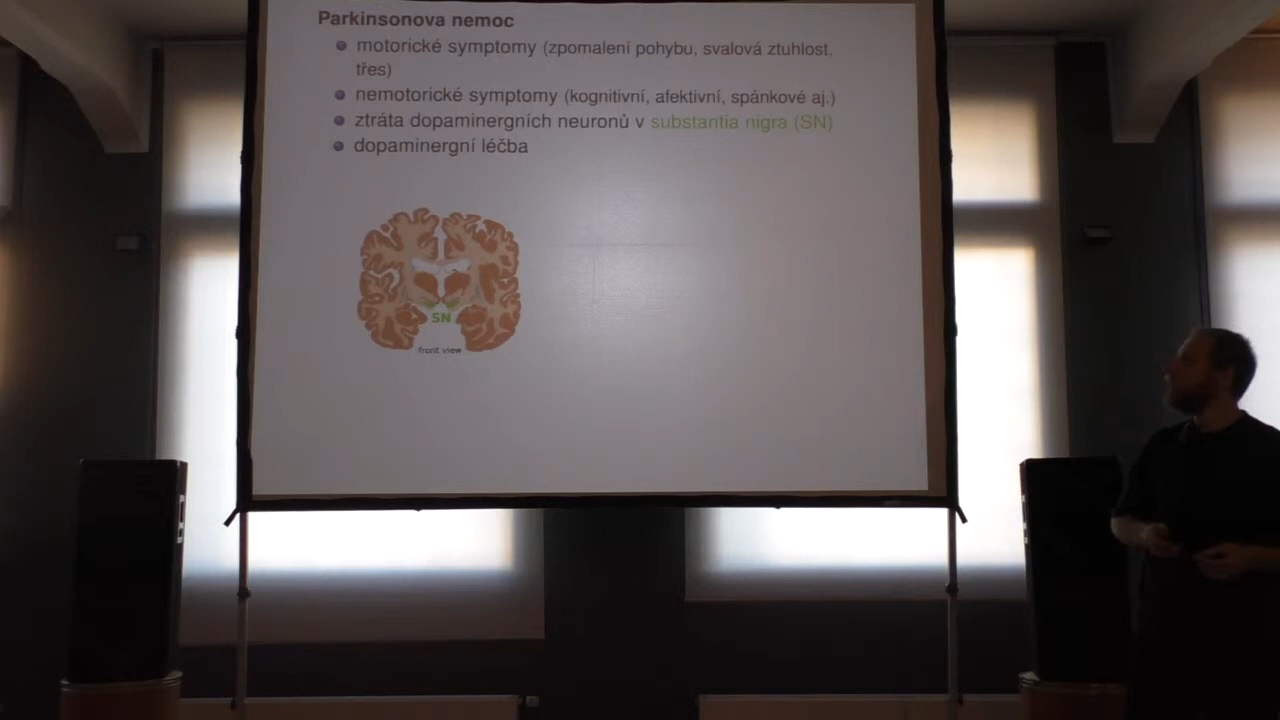 Parkinsonova nemoc
motorické symptomy (zpomalení pohybu, svalová ztuhlost,
třes)
nemotorické symptomy (kognitivní, afektivní, spánkové aj.)
ztráta dopaminergních neuronů v substantia nigra (SN)
dopaminergní léčba
SN
front view